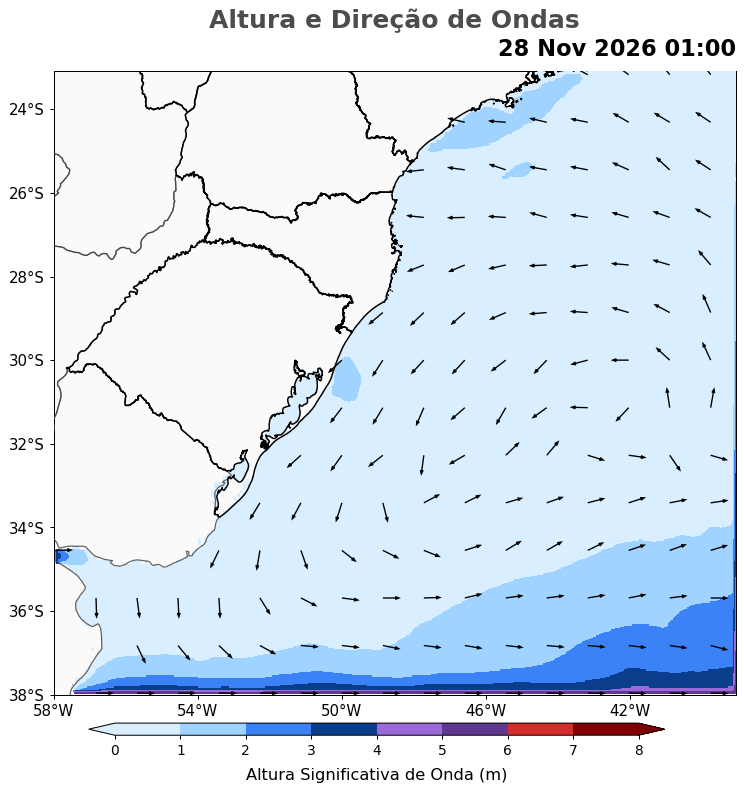 Altura e Direção de Ondas
28 Nov 2026 01:00
24°S
26°S
28°S
30°S
32°S
34°S
36°S
38°S
58°W 54°W 50°W 46°W 42°W
0 1 2 3 4 5 6 7 8
Altura Significativa de Onda (m)